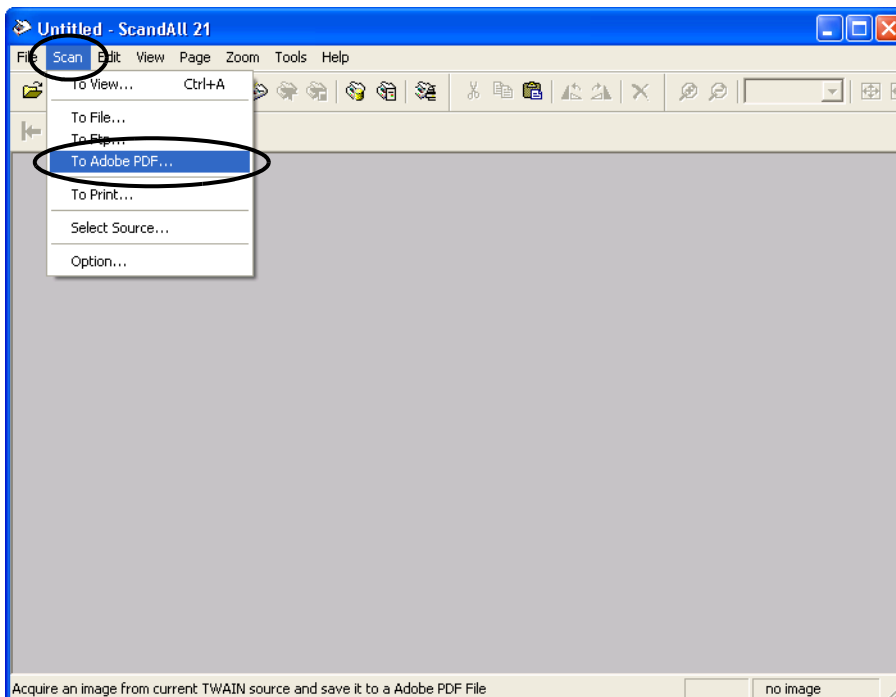 Untitled - ScandAll 21
File Scan Edit View Page Zoom Tools Help
To View... Ctrl+A
To File...
To Ftp...
To Adobe PDF...
To Print...
Select Source...
Option...
Acquire an image from current TWAIN source and save it to a Adobe PDF File no image